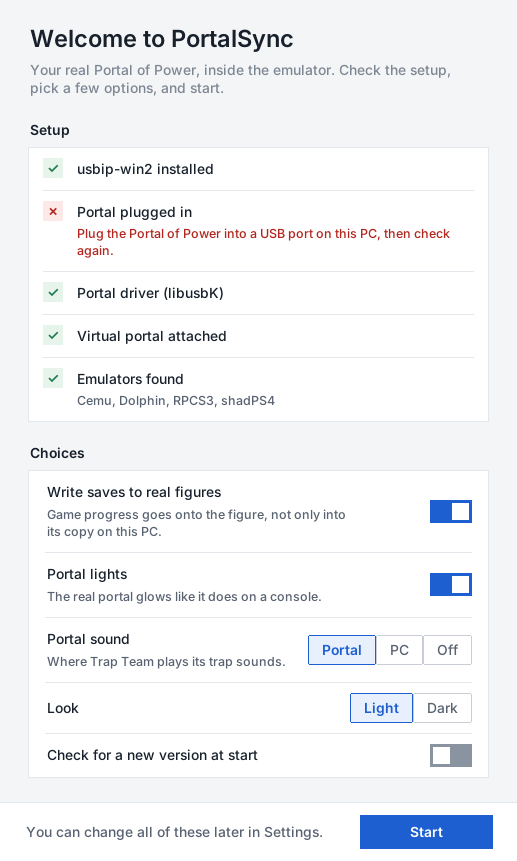 Welcome to PortalSync
Your real Portal of Power, inside the emulator. Check the setup,
pick a few options, and start.
Setup
usbip-win2 installed
Portal plugged in
Plug the Portal of Power into a USB port on this PC, then check
again.
Portal driver (libusbK)
Virtual portal attached
Emulators found
Cemu, Dolphin, RPCS3, shadPS4
Choices
Write saves to real figures
Game progress goes onto the figure, not only into
its copy on this PC.
Portal lights
The real portal glows like it does on a console.
Portal sound
Where Trap Team plays its trap sounds.
Portal PC Off
Look
Light Dark
Check for a new version at start
You can change all of these later in Settings.
Start